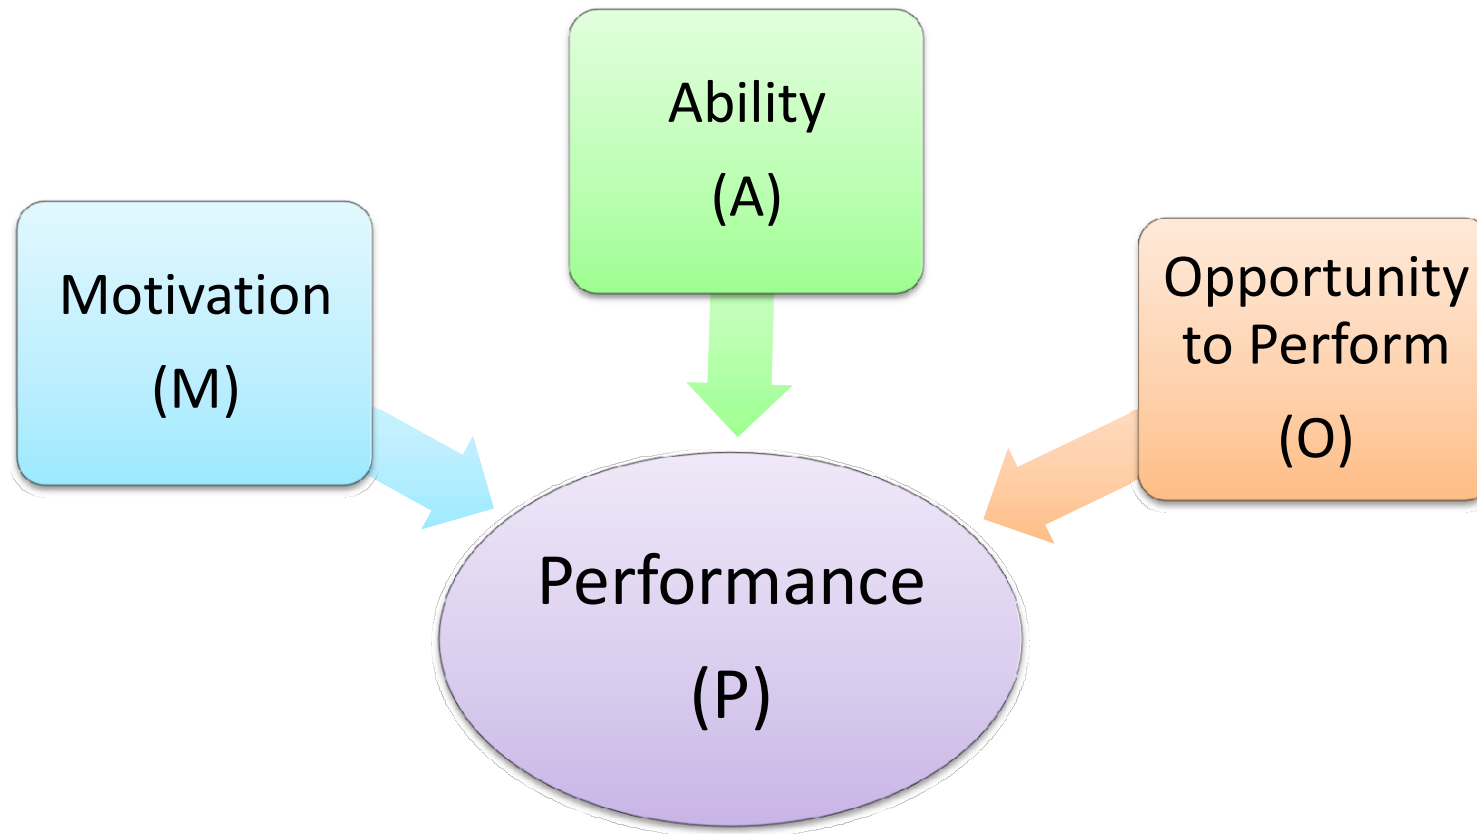 Ability
(A)
Motivation
(M)
Opportunity
to Perform
(O)
Performance
(P)